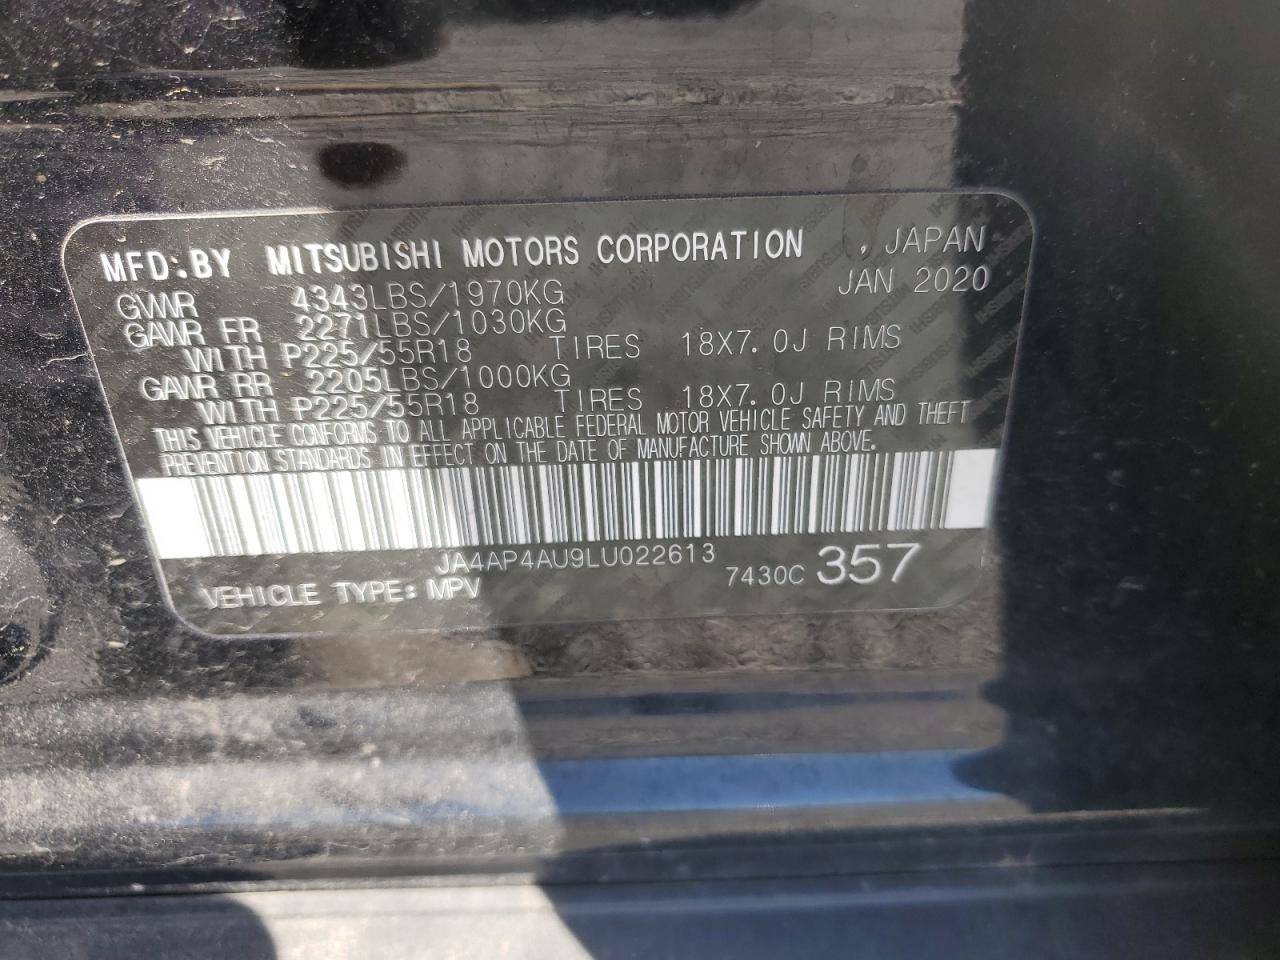 MFD.BY MITSUBISHI MOTORS CORPORATION , JAPAN
JAN 2020
GVWR 4343LBS/1970KG
GAWR FR 2271LBS/1030KG
WITH P225/55R18 TIRES 18X7.0J RIMS
GAWR RR 2205LBS/1000KG
WITH P225/55R18 TIRES 18X7.0J RIMS
THIS VEHICLE CONFORMS TO ALL APPLICABLE FEDERAL MOTOR VEHICLE SAFETY AND THEFT
PREVENTION STANDARDS IN EFFECT ON THE DATE OF MANUFACTURE SHOWN ABOVE.
JA4AP4AU9LU022613
VEHICLE TYPE: MPV 7430C 357